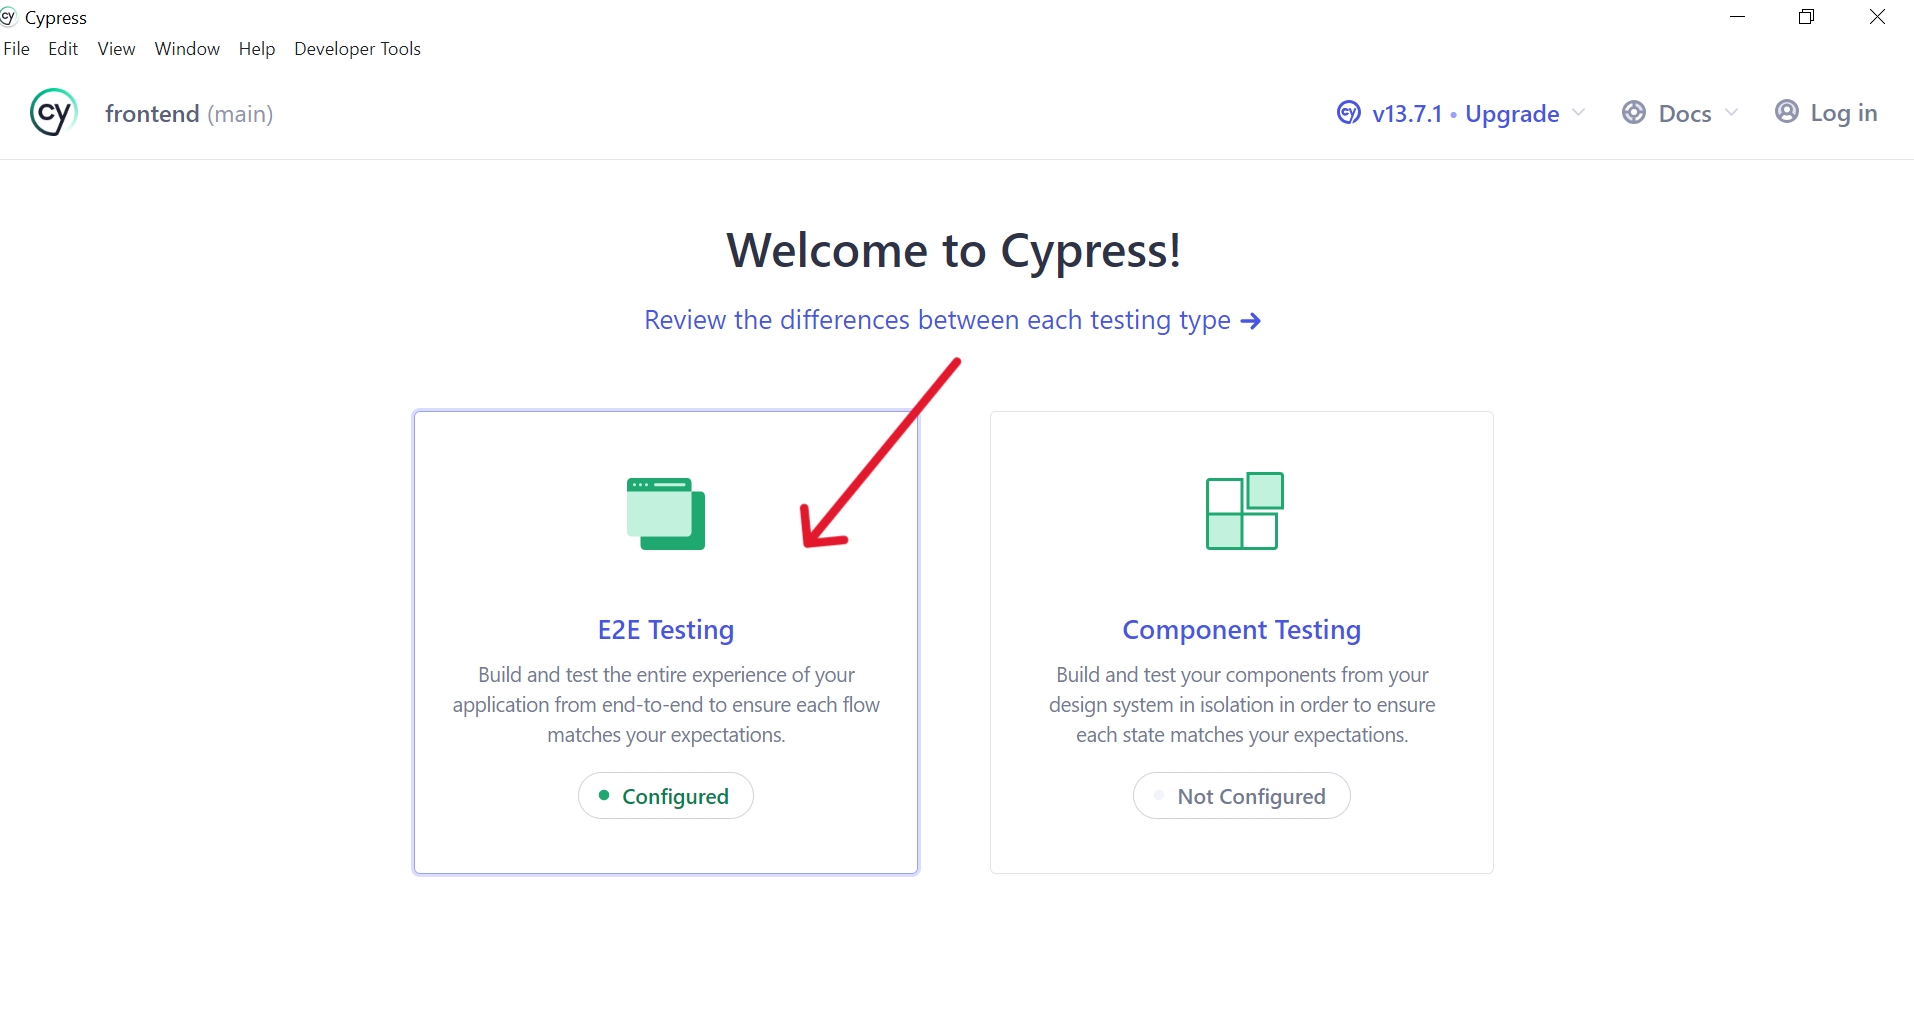 Cypress
File Edit View Window Help Developer Tools
cy frontend (main) v13.7.1 • Upgrade Docs Log in
Welcome to Cypress!
Review the differences between each testing type →
E2E Testing
Build and test the entire experience of your
application from end-to-end to ensure each flow
matches your expectations.
Configured
Component Testing
Build and test your components from your
design system in isolation in order to ensure
each state matches your expectations.
Not Configured